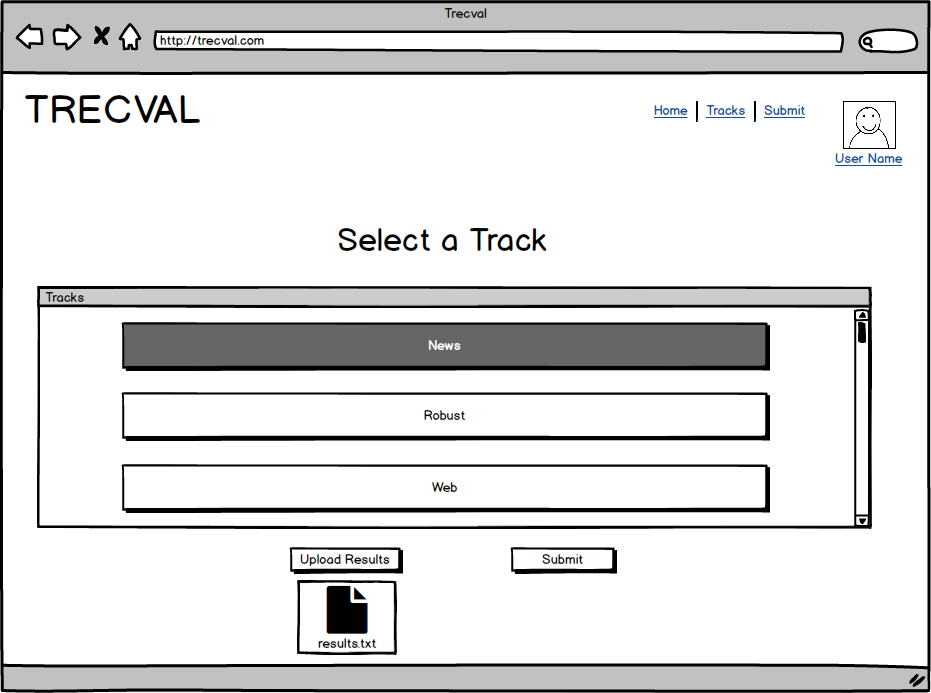 Trecval
http://trecval.com
TRECVAL
Home Tracks Submit
User Name
Select a Track
Tracks
News
Robust
Web
Upload Results Submit
results.txt